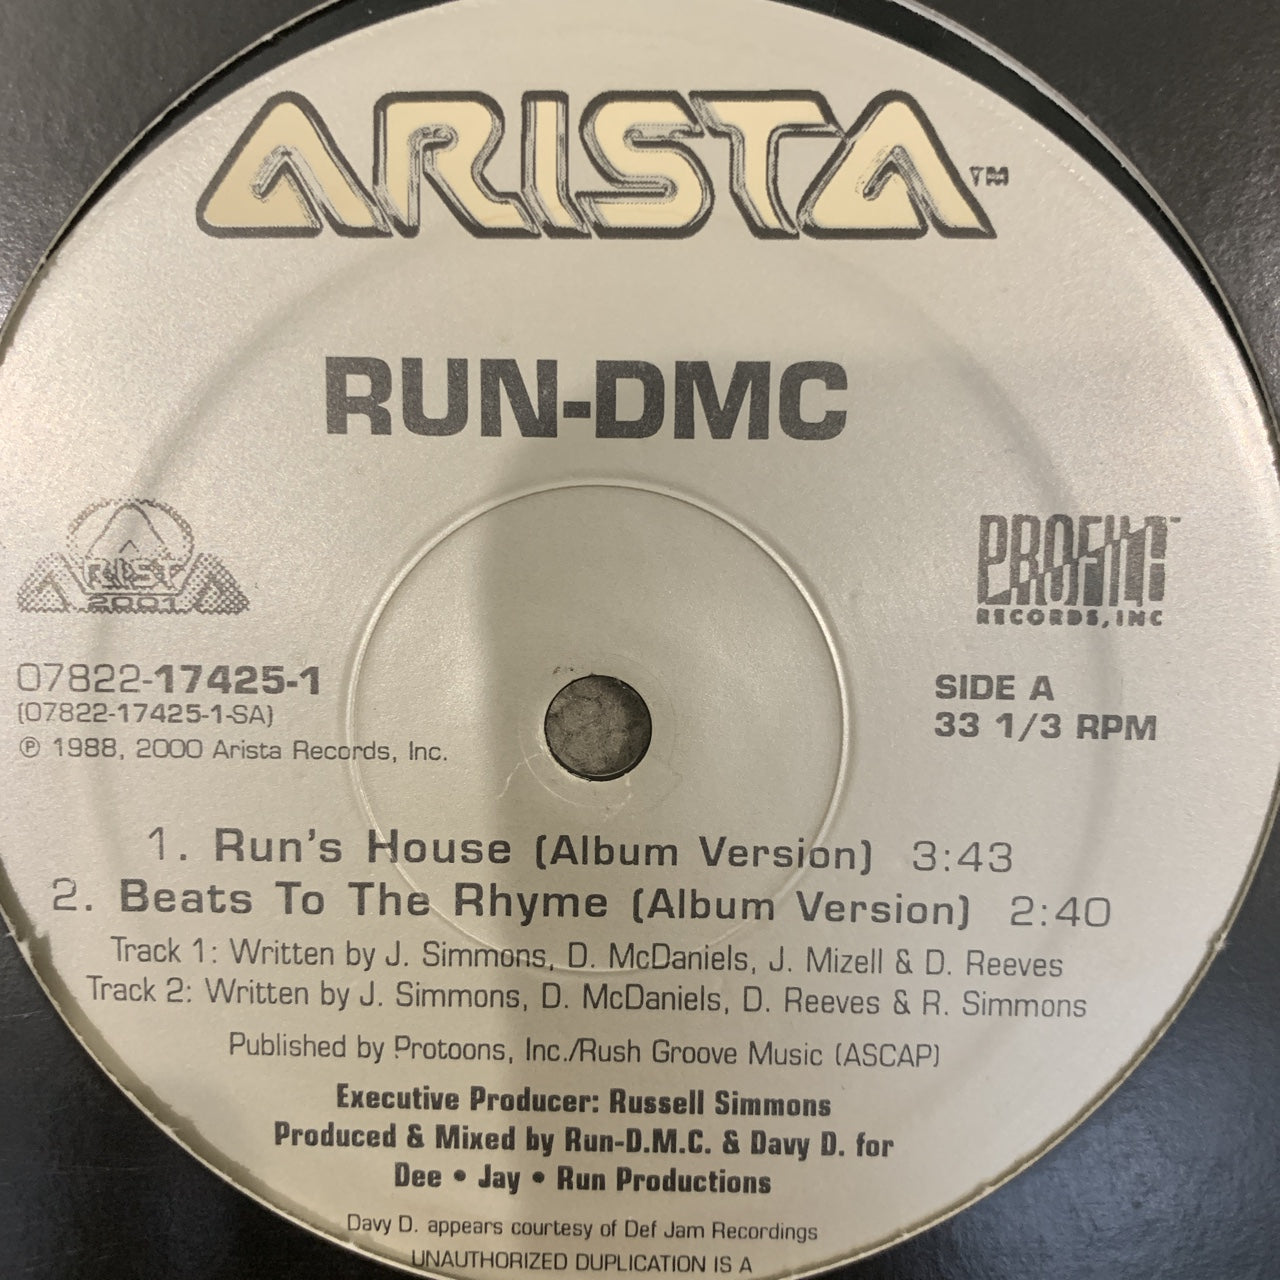 ARISTA™
RUN-DMC
ARISTA
2001
PROFILE™
RECORDS, INC
07822-17425-1
(07822-17425-1-SA)
℗ 1988, 2000 Arista Records, Inc.
SIDE A
33 1/3 RPM
1. Run's House (Album Version) 3:43
2. Beats To The Rhyme (Album Version) 2:40
Track 1: Written by J. Simmons, D. McDaniels, J. Mizell & D. Reeves
Track 2: Written by J. Simmons, D. McDaniels, D. Reeves & R. Simmons
Published by Protoons, Inc./Rush Groove Music (ASCAP)
Executive Producer: Russell Simmons
Produced & Mixed by Run-D.M.C. & Davy D. for
Dee • Jay • Run Productions
Davy D. appears courtesy of Def Jam Recordings
UNAUTHORIZED DUPLICATION IS A